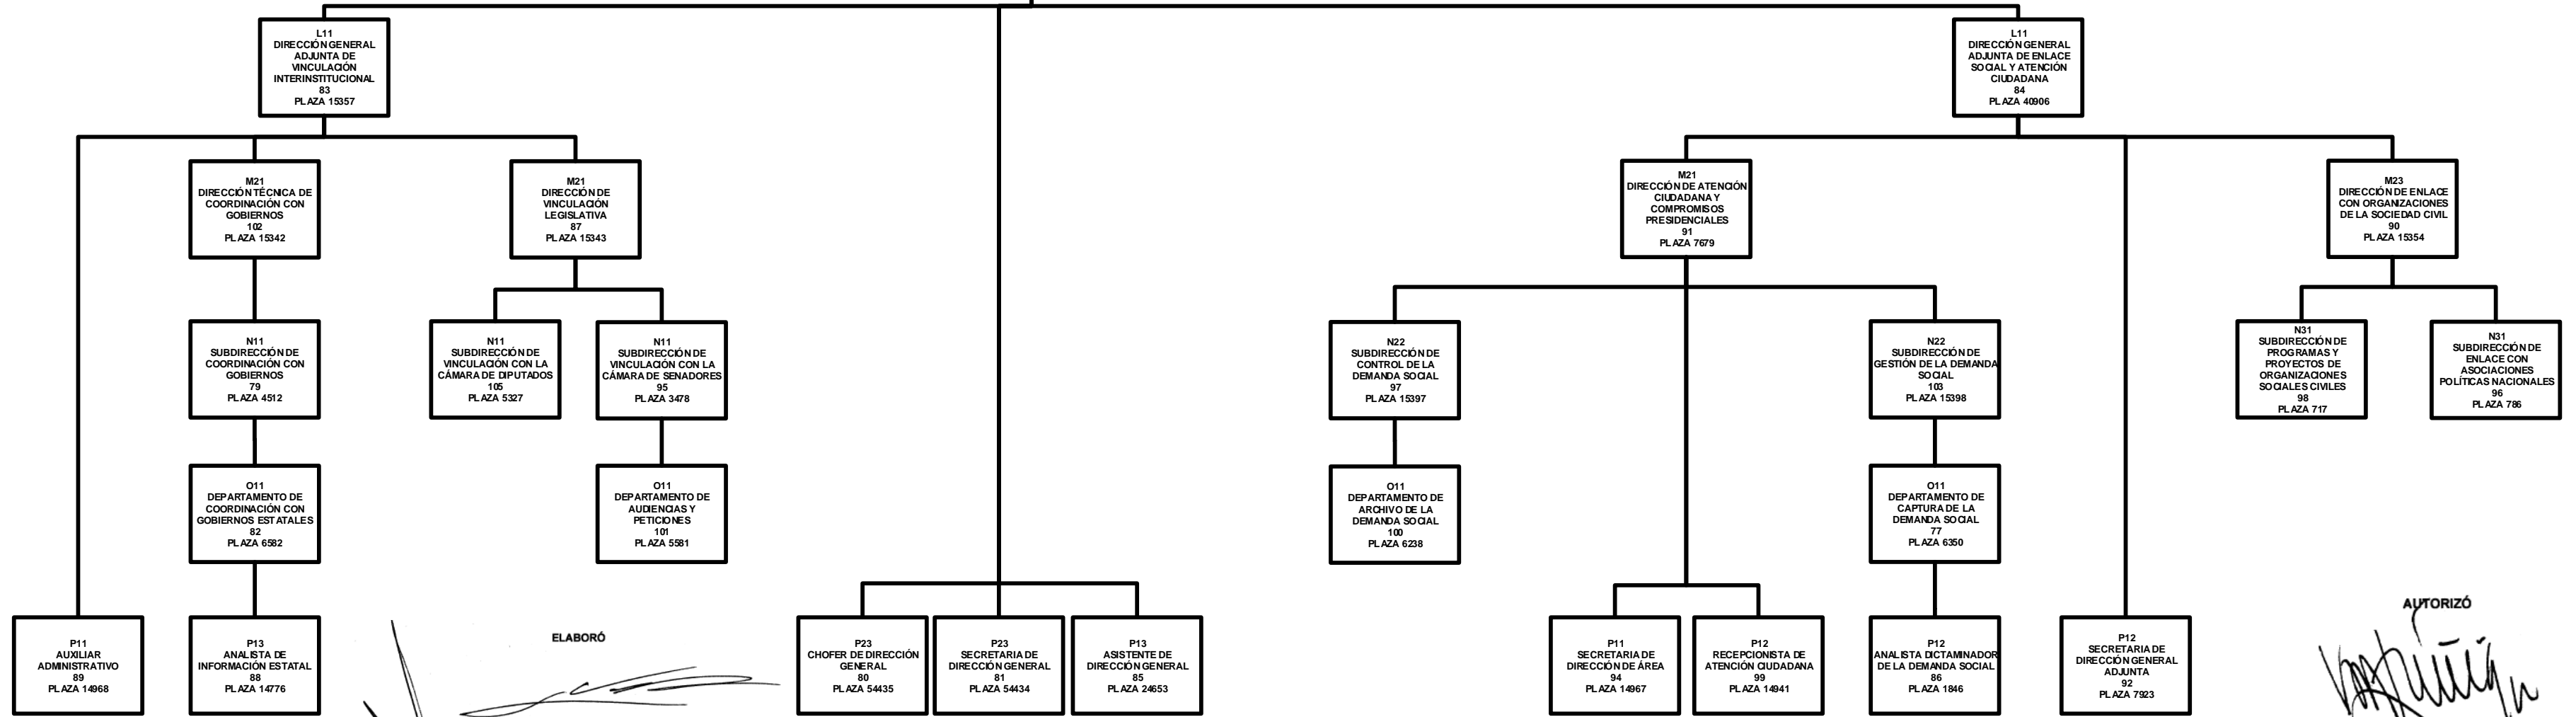 L11
DIRECCIÓN GENERAL
ADJUNTA DE
VINCULACIÓN
INTERINSTITUCIONAL
83
PLAZA 15357
L11
DIRECCIÓN GENERAL
ADJUNTA DE ENLACE
SOCIAL Y ATENCIÓN
CIUDADANA
84
PLAZA 40906
M21
DIRECCIÓN TÉCNICA DE
COORDINACIÓN CON
GOBIERNOS
102
PLAZA 15342
M21
DIRECCIÓN DE
VINCULACIÓN
LEGISLATIVA
87
PLAZA 15343
M21
DIRECCIÓN DE ATENCIÓN
CIUDADANA Y
COMPROMISOS
PRESIDENCIALES
91
PLAZA 7679
M23
DIRECCIÓN DE ENLACE
CON ORGANIZACIONES
DE LA SOCIEDAD CIVIL
90
PLAZA 15354
N11
SUBDIRECCIÓN DE
COORDINACIÓN CON
GOBIERNOS
79
PLAZA 4512
N11
SUBDIRECCIÓN DE
VINCULACIÓN CON LA
CÁMARA DE DIPUTADOS
105
PLAZA 5327
N11
SUBDIRECCIÓN DE
VINCULACIÓN CON LA
CÁMARA DE SENADORES
95
PLAZA 3478
N22
SUBDIRECCIÓN DE
CONTROL DE LA
DEMANDA SOCIAL
97
PLAZA 15397
N22
SUBDIRECCIÓN DE
GESTIÓN DE LA DEMANDA
SOCIAL
103
PLAZA 15398
N31
SUBDIRECCIÓN DE
PROGRAMAS Y
PROYECTOS DE
ORGANIZACIONES
SOCIALES CIVILES
98
PLAZA 717
N31
SUBDIRECCIÓN DE
ENLACE CON
ASOCIACIONES
POLÍTICAS NACIONALES
96
PLAZA 786
O11
DEPARTAMENTO DE
COORDINACIÓN CON
GOBIERNOS ESTATALES
82
PLAZA 6582
O11
DEPARTAMENTO DE
AUDIENCIAS Y
PETICIONES
101
PLAZA 5581
O11
DEPARTAMENTO DE
ARCHIVO DE LA
DEMANDA SOCIAL
100
PLAZA 6238
O11
DEPARTAMENTO DE
CAPTURA DE LA
DEMANDA SOCIAL
77
PLAZA 6350
P11
AUXILIAR
ADMINISTRATIVO
89
PLAZA 14968
P13
ANALISTA DE
INFORMACIÓN ESTATAL
88
PLAZA 14776
ELABORÓ
P23
CHOFER DE DIRECCIÓN
GENERAL
80
PLAZA 54435
P23
SECRETARIA DE
DIRECCIÓN GENERAL
81
PLAZA 54434
P13
ASISTENTE DE
DIRECCIÓN GENERAL
85
PLAZA 24653
P11
SECRETARIA DE
DIRECCIÓN DE ÁREA
94
PLAZA 14967
P12
RECEPCIONISTA DE
ATENCIÓN CIUDADANA
99
PLAZA 14941
P12
ANALISTA DICTAMINADOR
DE LA DEMANDA SOCIAL
86
PLAZA 1846
P12
SECRETARIA DE
DIRECCIÓN GENERAL
ADJUNTA
92
PLAZA 7923
AUTORIZÓ